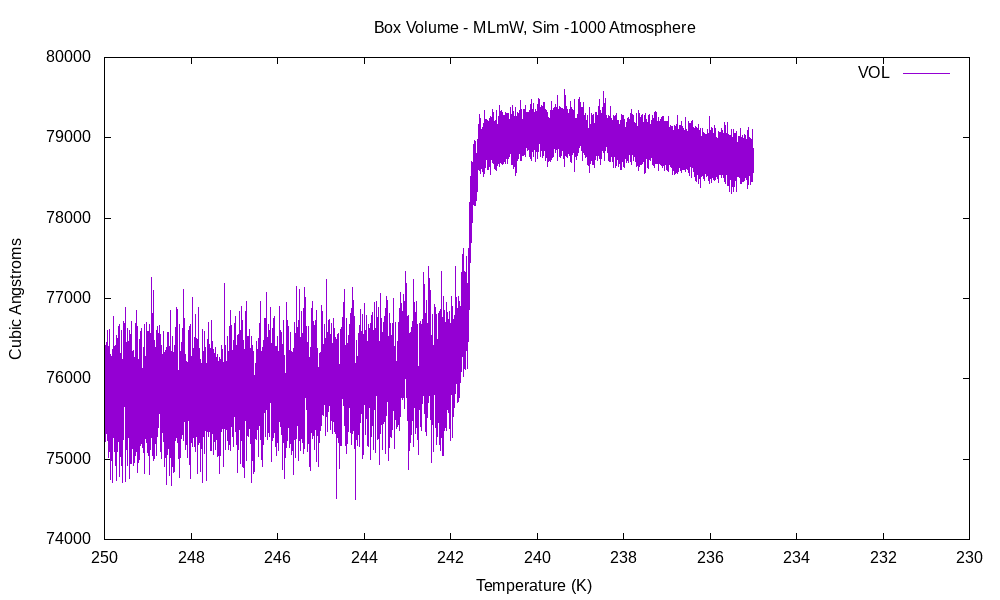 Box Volume - MLmW, Sim -1000 Atmosphere
80000
VOL
79000
78000
77000
76000
75000
74000
Cubic Angstroms
250 248 246 244 242 240 238 236 234 232 230
Temperature (K)